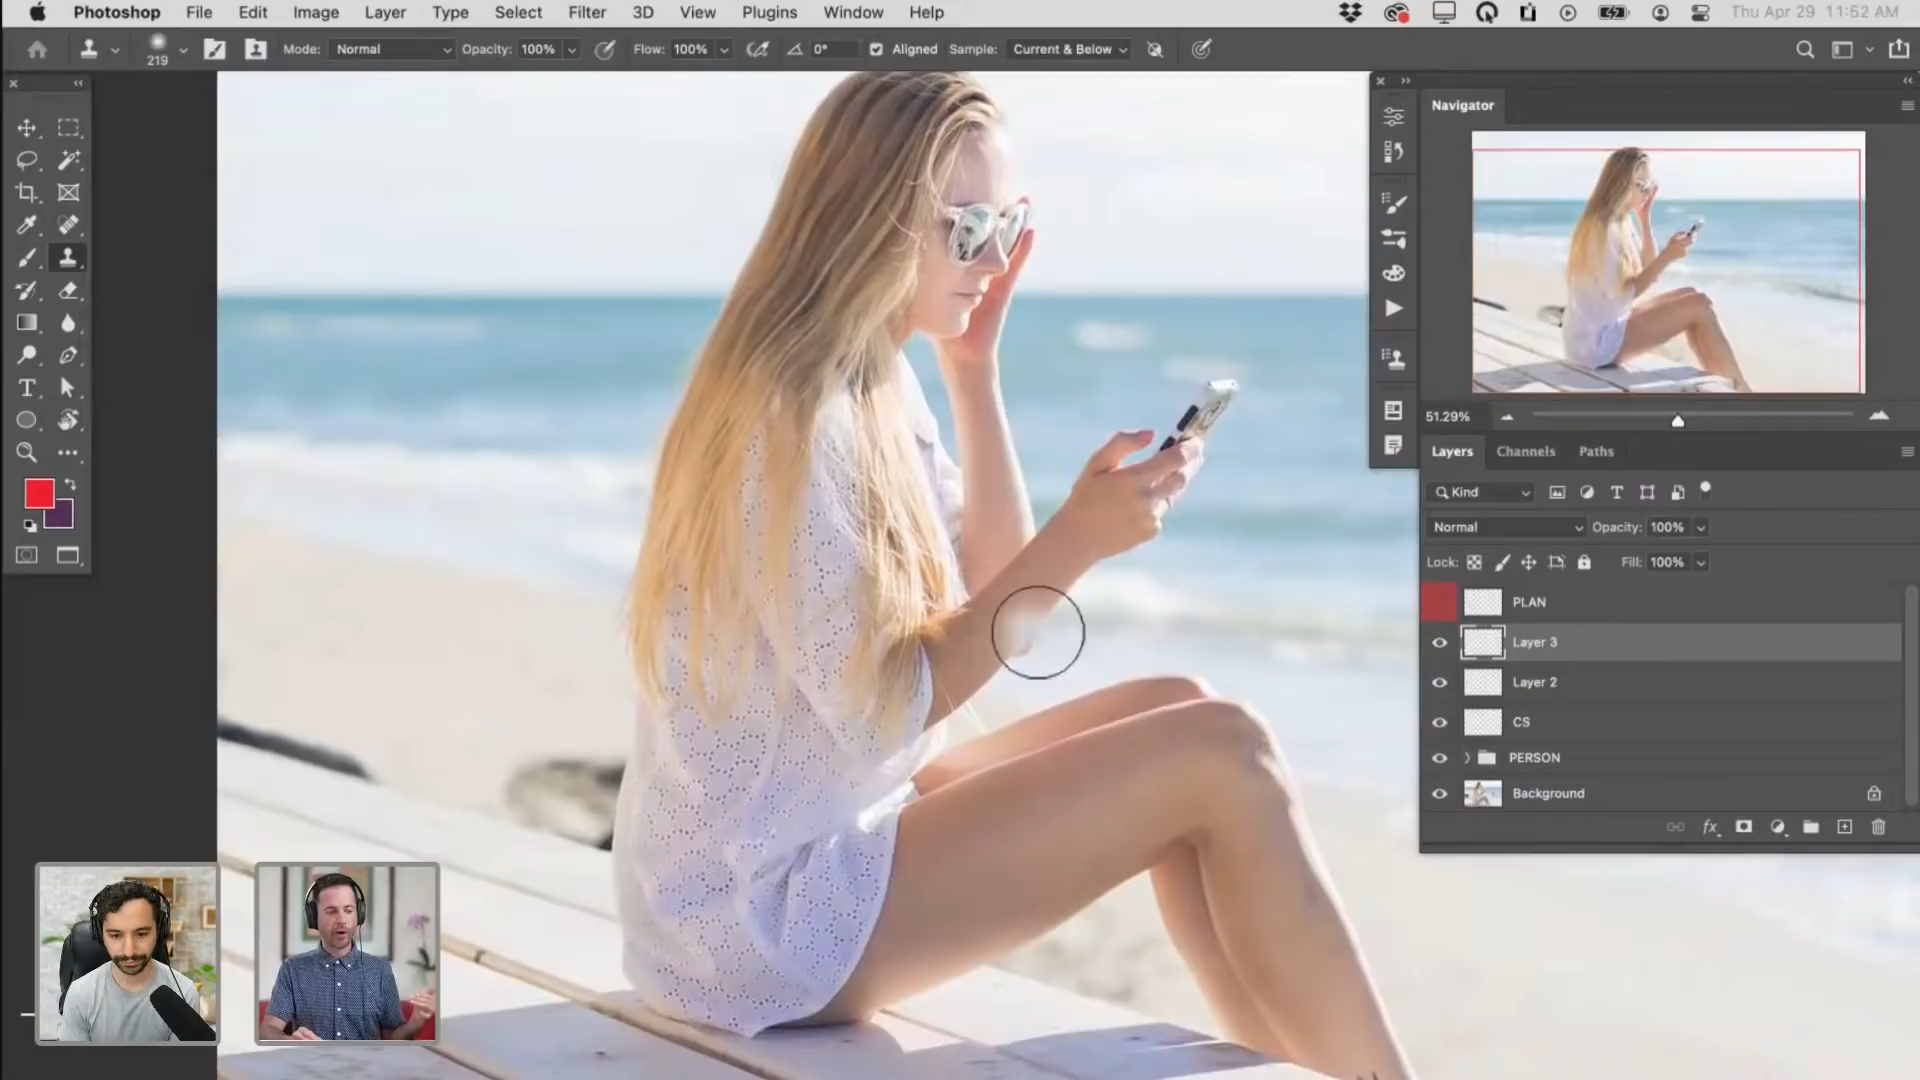 Photoshop File Edit Image Layer Type Select Filter 3D View Plugins Window Help Thu Apr 29 11:52 AM
219 Mode: Normal Opacity: 100% Flow: 100% 0° Aligned Sample: Current & Below
Navigator
51.29%
Layers Channels Paths
Kind
Normal Opacity: 100%
Lock: Fill: 100%
PLAN
Layer 3
Layer 2
CS
PERSON
Background
fx